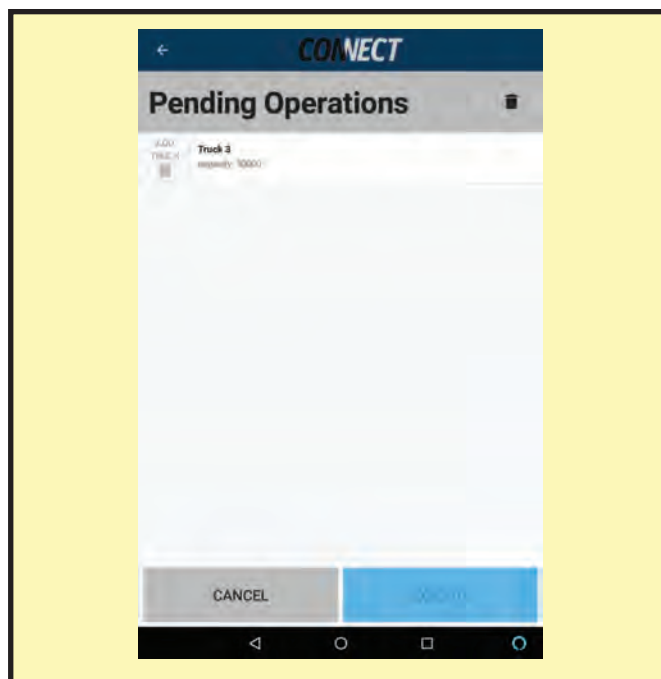 CONNECT
Pending Operations
Truck 3
capacity: 10000
CANCEL